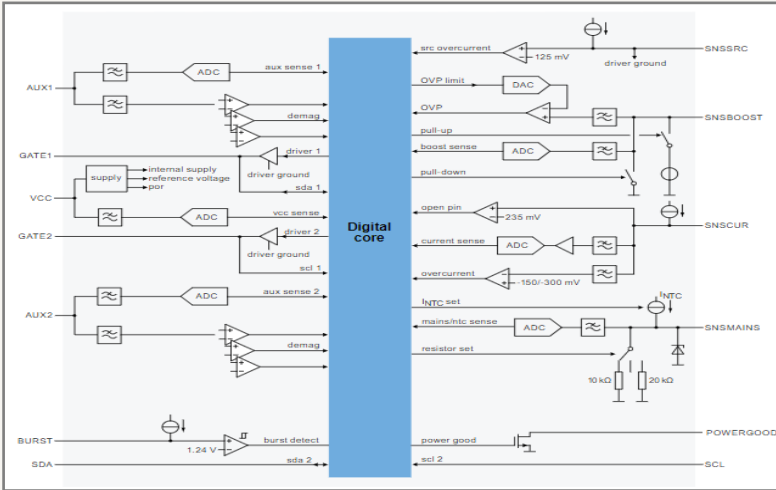 src overcurrent
125 mV
SNSSRC
driver ground
aux sense 1
ADC
AUX1
demag
OVP limit
DAC
OVP
SNSBOOST
pull-up
GATE1
driver 1
driver ground
boost sense
ADC
supply
internal supply
reference voltage
por
VCC
sda 1
pull-down
vcc sense
ADC
open pin
235 mV
SNSCUR
Digital
core
GATE2
driver 2
driver ground
current sense
ADC
scl 1
overcurrent
-150/-300 mV
aux sense 2
ADC
AUX2
INTC set
INTC
mains/ntc sense
ADC
SNSMAINS
demag
resistor set
10 kΩ
20 kΩ
BURST
1.24 V
burst detect
power good
POWERGOOD
SDA
sda 2
scl 2
SCL